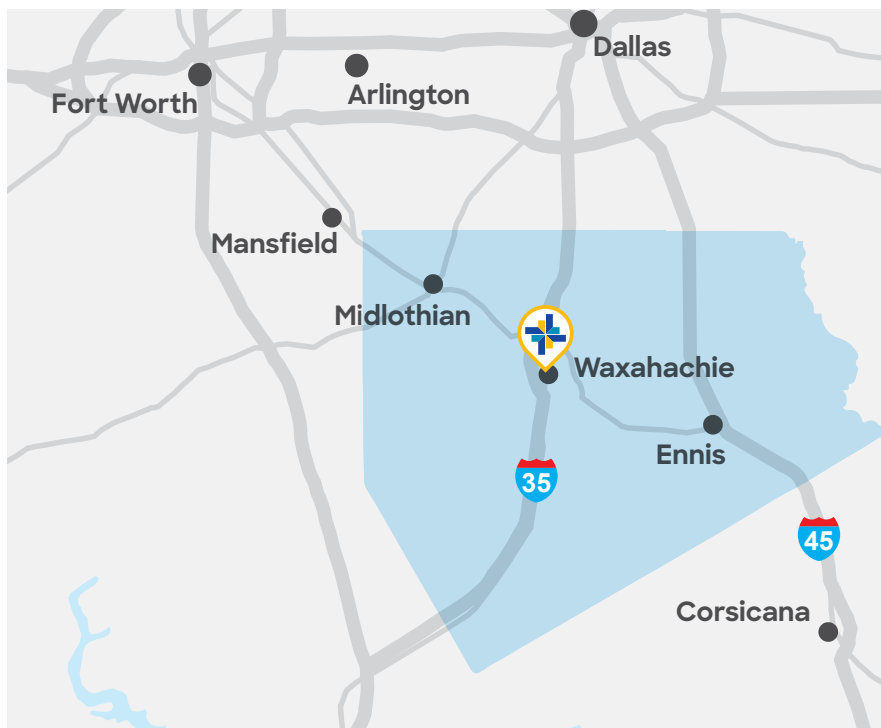 Dallas
Fort Worth
Arlington
Mansfield
Midlothian
Waxahachie
Ennis
35
45
Corsicana